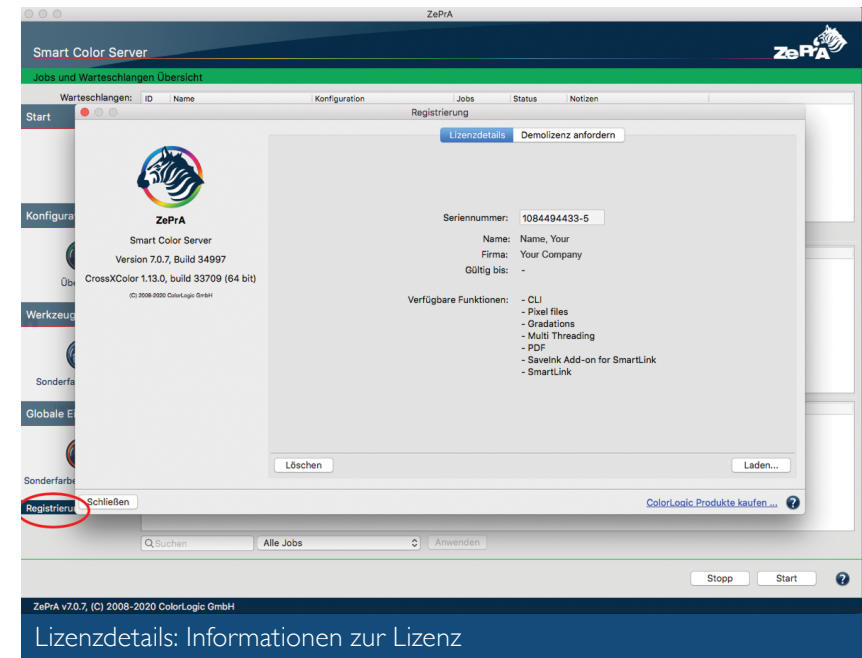 ZePrA
Smart Color Server
ZePrA
Jobs und Warteschlangen Übersicht
Warteschlangen: ID Name Konfiguration Jobs Status Notizen
Start
Registrierung
Lizenzdetails Demolizenz anfordern
ZePrA
Smart Color Server
Version 7.0.7, Build 34997
CrossXColor 1.13.0, build 33709 (64 bit)
(C) 2008-2020 ColorLogic GmbH
Seriennummer: 1084494433-5
Name: Name, Your
Firma: Your Company
Gültig bis: -
Verfügbare Funktionen: - CLI
- Pixel files
- Gradations
- Multi Threading
- PDF
- SaveInk Add-on for SmartLink
- SmartLink
Löschen Laden...
Schließen ColorLogic Produkte kaufen ... ?
Konfigura
Übe
Werkzeug
Sonderfa
Globale Ei
Sonderfarbe
Registrieru
Suchen Alle Jobs Anwenden
Stopp Start ?
ZePrA v7.0.7, (C) 2008-2020 ColorLogic GmbH
Lizenzdetails: Informationen zur Lizenz